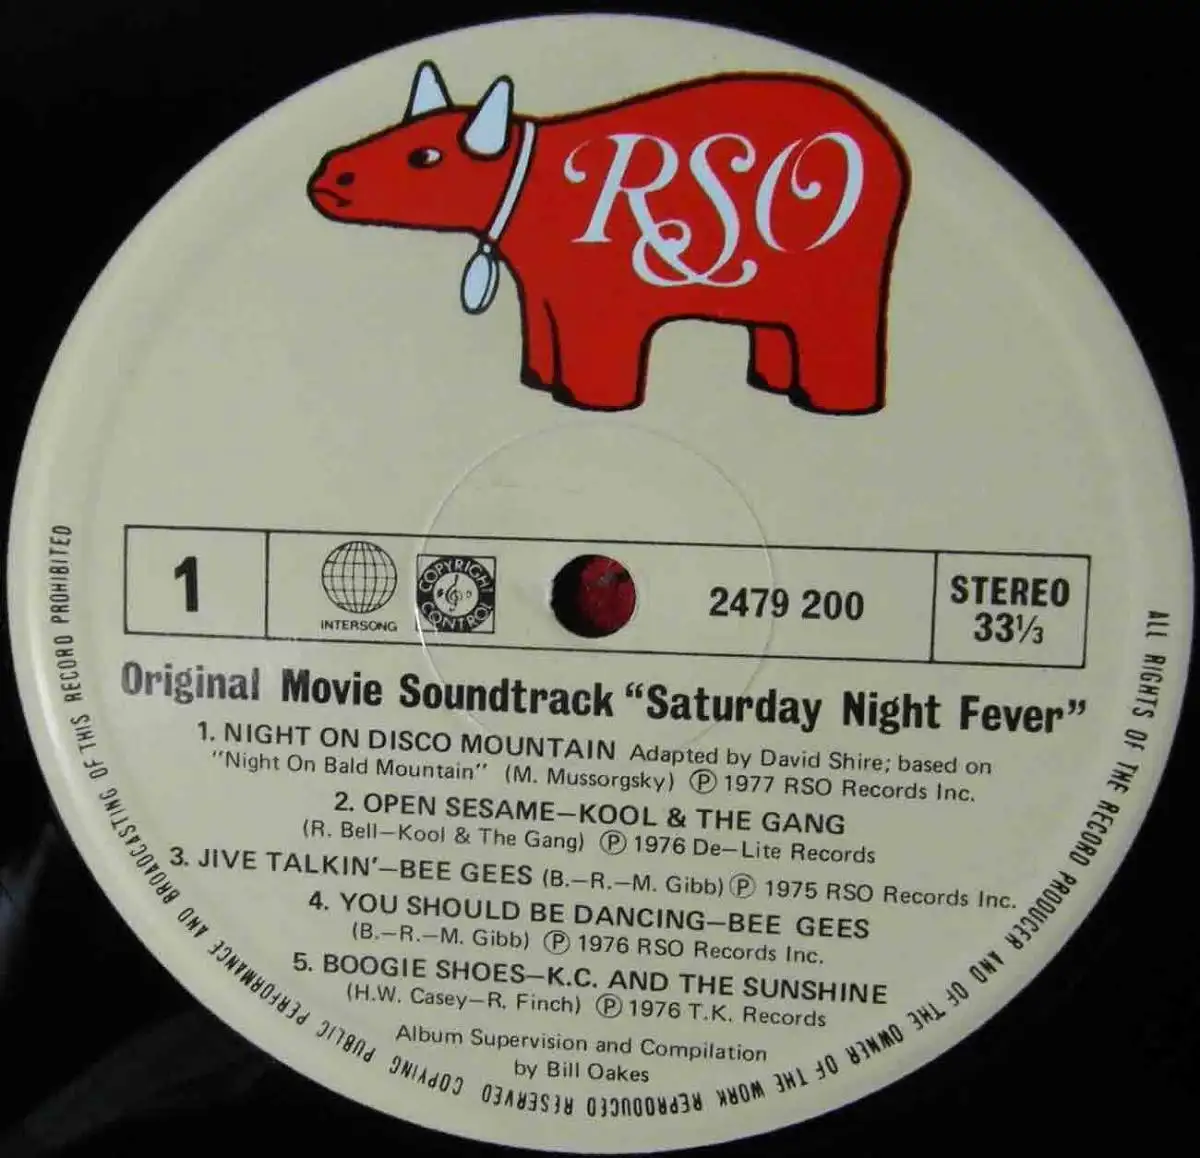 RSO
1
INTERSONG
COPYRIGHT CONTROL
2479 200
STEREO
33⅓
Original Movie Soundtrack “Saturday Night Fever”
1. NIGHT ON DISCO MOUNTAIN Adapted by David Shire; based on
"Night On Bald Mountain" (M. Mussorgsky) Ⓟ 1977 RSO Records Inc.
2. OPEN SESAME—KOOL & THE GANG
(R. Bell—Kool & The Gang) Ⓟ 1976 De—Lite Records
3. JIVE TALKIN'—BEE GEES (B.—R.—M. Gibb) Ⓟ 1975 RSO Records Inc.
4. YOU SHOULD BE DANCING—BEE GEES
(B.—R.—M. Gibb) Ⓟ 1976 RSO Records Inc.
5. BOOGIE SHOES—K.C. AND THE SUNSHINE
(H.W. Casey—R. Finch) Ⓟ 1976 T.K. Records
Album Supervision and Compilation
by Bill Oakes
ALL RIGHTS OF THE RECORD PRODUCER AND OF THE OWNER OF THE WORK REPRODUCED RESERVED COPYING PUBLIC PERFORMANCE AND BROADCASTING OF THIS RECORD PROHIBITED